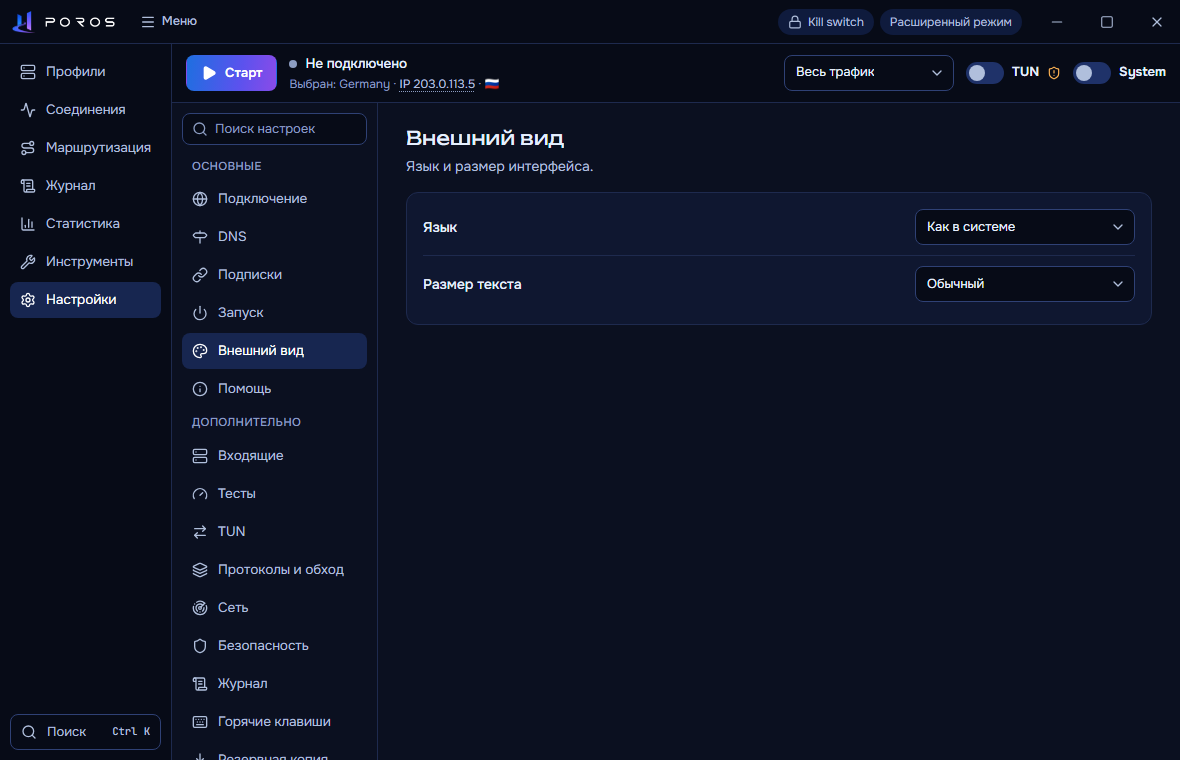 POROS
Меню
Kill switch
Расширенный режим
Профили
Соединения
Маршрутизация
Журнал
Статистика
Инструменты
Настройки
Поиск Ctrl K
Старт
Не подключено
Выбран: Germany · IP 203.0.113.5 ·
Весь трафик
TUN
System
Поиск настроек
ОСНОВНЫЕ
Подключение
DNS
Подписки
Запуск
Внешний вид
Помощь
ДОПОЛНИТЕЛЬНО
Входящие
Тесты
TUN
Протоколы и обход
Сеть
Безопасность
Журнал
Горячие клавиши
Резервная копия
Внешний вид
Язык и размер интерфейса.
Язык
Как в системе
Размер текста
Обычный